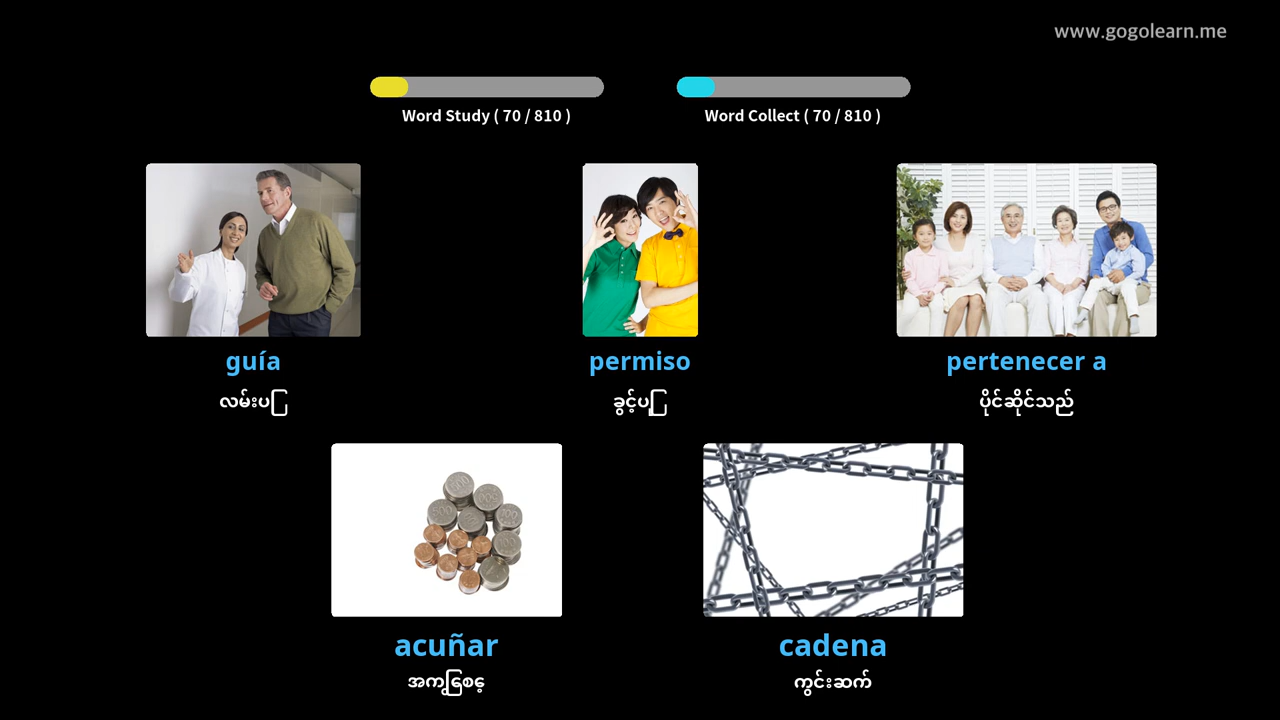 www.gogolearn.me
Word Study ( 70 / 810 )
Word Collect ( 70 / 810 )
guía
permiso
pertenecer a
လမ်းပြ
ခွင့်ပြု
ပိုင်ဆိုင်သည်
acuñar
cadena
အကြွေစေ့
ကွင်းဆက်